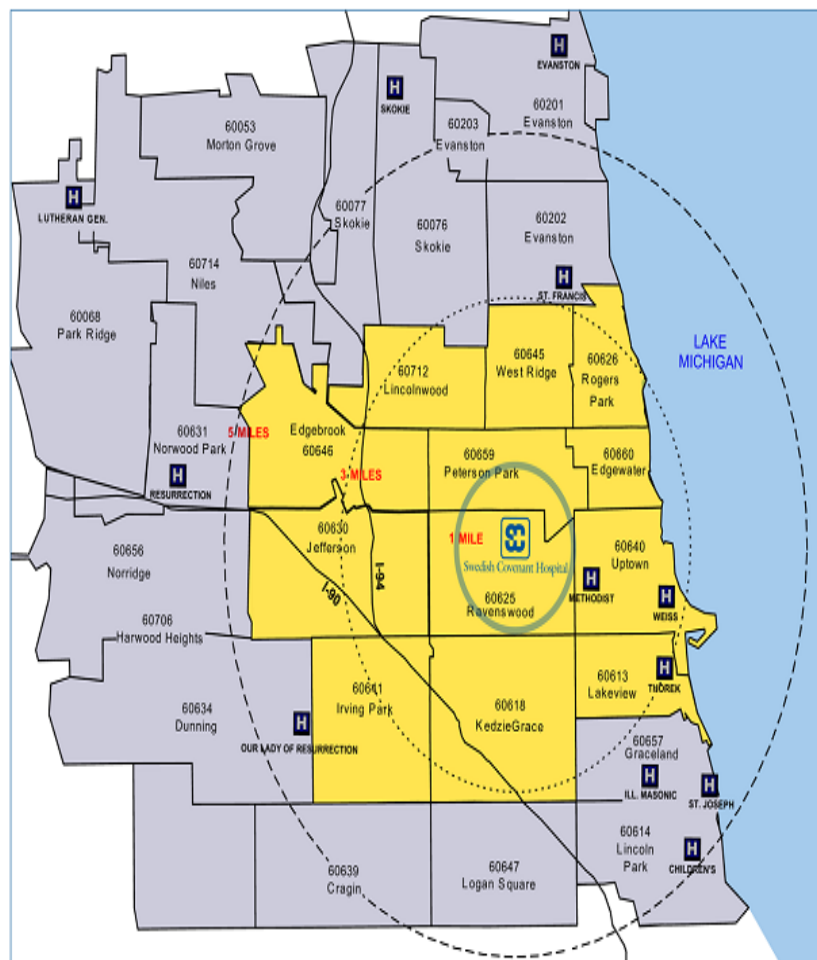 EVANSTON
SKOKIE
60201
Evanston
60203
Evanston
60053
Morton Grove
LUTHERAN GEN.
60077
Skokie
60076
Skokie
60202
Evanston
60714
Niles
ST. FRANCIS
60068
Park Ridge
LAKE
MICHIGAN
60712
Lincolnwood
60645
West Ridge
60626
Rogers
Park
60631
Norwood Park
5 MILES
Edgebrook
60646
3 MILES
60659
Peterson Park
60660
Edgewater
RESURRECTION
60630
Jefferson
1 MILE
Swedish Covenant Hospital
60640
Uptown
60656
Norridge
I-94
I-90
METHODIST
WEISS
60625
Ravenswood
60706
Harwood Heights
60613
Lakeview
THOREK
60641
Irving Park
60618
KedzieGrace
60634
Dunning
OUR LADY OF RESURRECTION
60657
Graceland
ILL. MASONIC
ST. JOSEPH
60614
Lincoln
Park
CHILDREN'S
60639
Cragin
60647
Logan Square